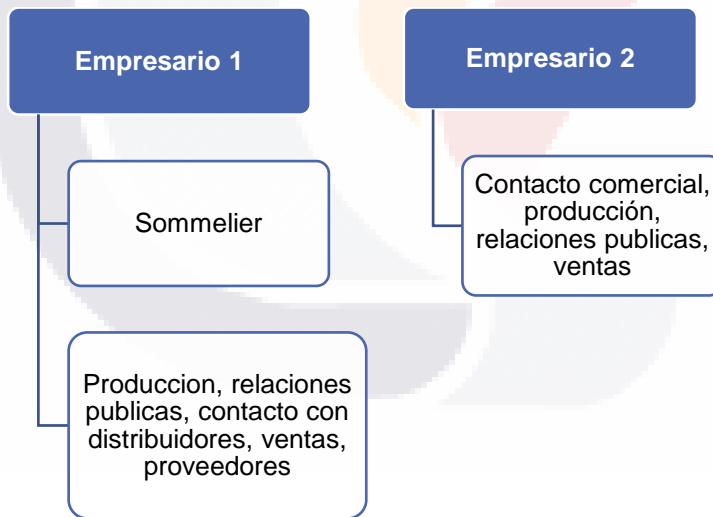 Empresario 1
Sommelier
Produccion, relaciones
publicas, contacto con
distribuidores, ventas,
proveedores
Empresario 2
Contacto comercial,
producción,
relaciones publicas,
ventas